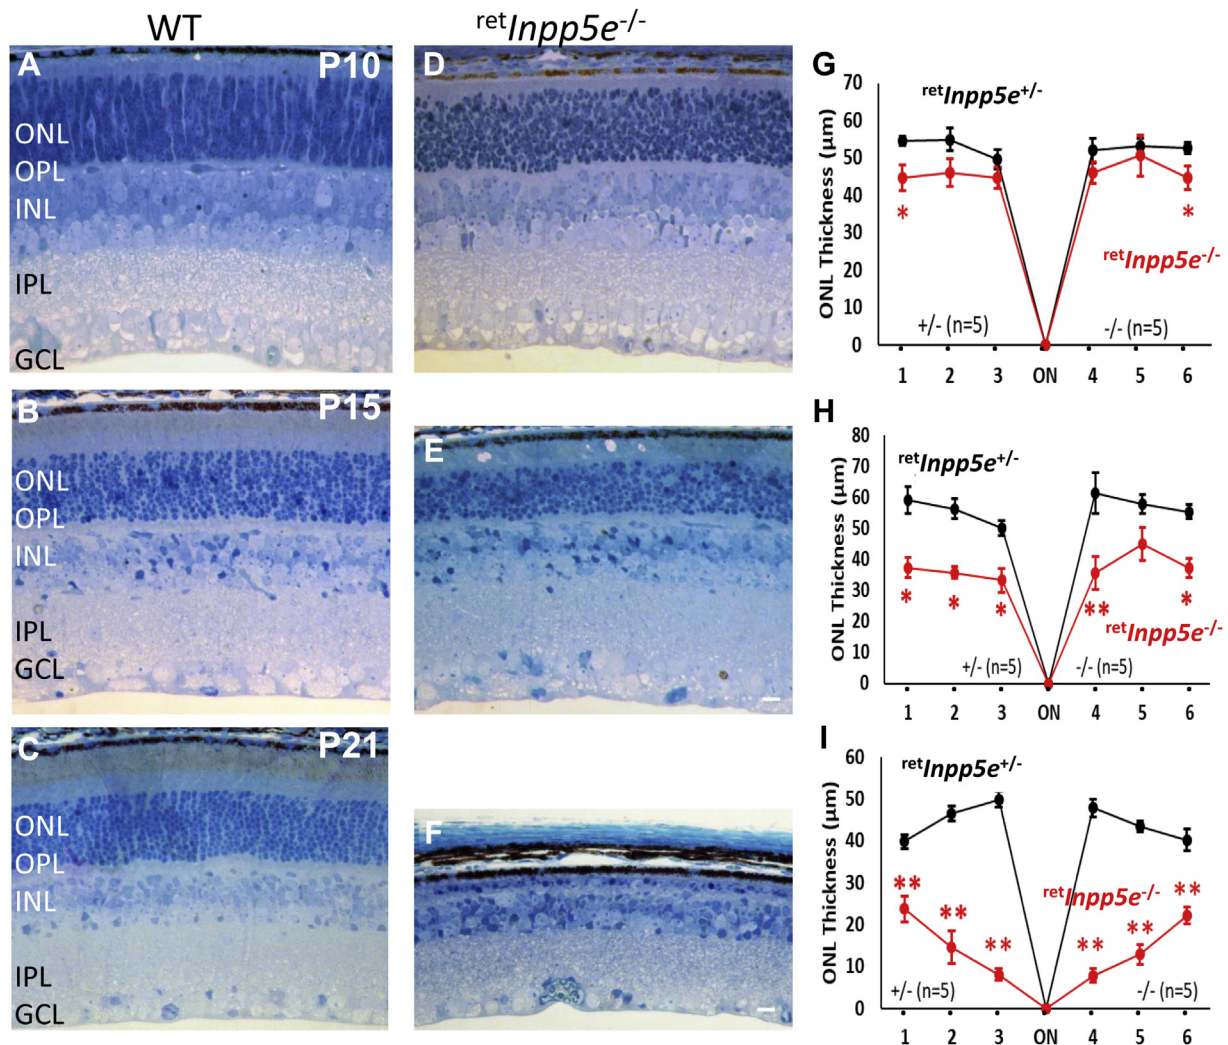 WT
retInpp5e-/-
A
P10
ONL
OPL
INL
IPL
GCL
D
B
P15
ONL
OPL
INL
IPL
GCL
E
C
P21
ONL
OPL
INL
IPL
GCL
F
G
retInpp5e+/-
ONL Thickness (µm)
70
60
50
40
30
20
10
0
*
*
retInpp5e-/-
+/- (n=5)
-/- (n=5)
1 2 3 ON 4 5 6
H
retInpp5e+/-
ONL Thickness (µm)
80
70
60
50
40
30
20
10
0
* * * ** *
retInpp5e-/-
+/- (n=5)
-/- (n=5)
1 2 3 ON 4 5 6
I
retInpp5e+/-
ONL Thickness (µm)
60
50
40
30
20
10
0
retInpp5e-/-
** ** ** ** ** **
+/- (n=5)
-/- (n=5)
1 2 3 ON 4 5 6